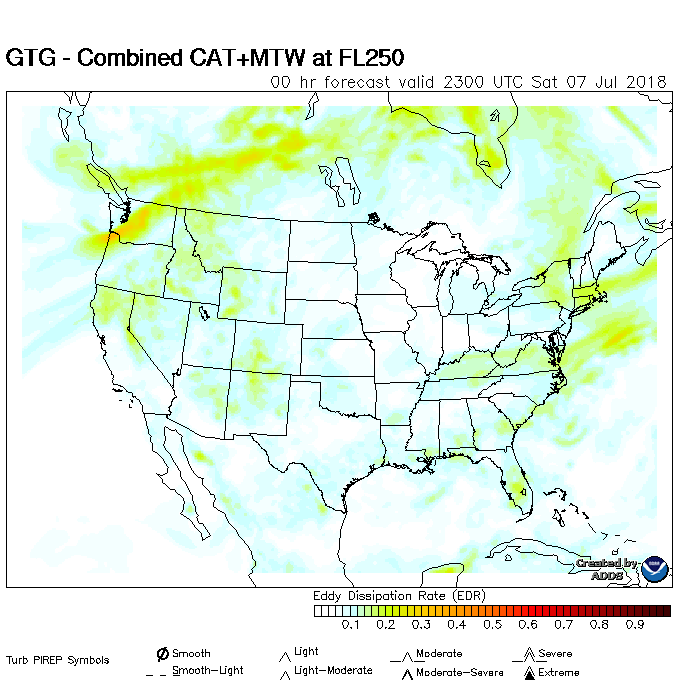 GTG - Combined CAT+MTW at FL250
00 hr forecast valid 2300 UTC Sat 07 Jul 2018
Created by
ADDS
Eddy Dissipation Rate (EDR)
0.1 0.2 0.3 0.4 0.5 0.6 0.7 0.8 0.9
Turb PIREP Symbols
Smooth Light Moderate Severe
Smooth-Light Light-Moderate Moderate-Severe Extreme